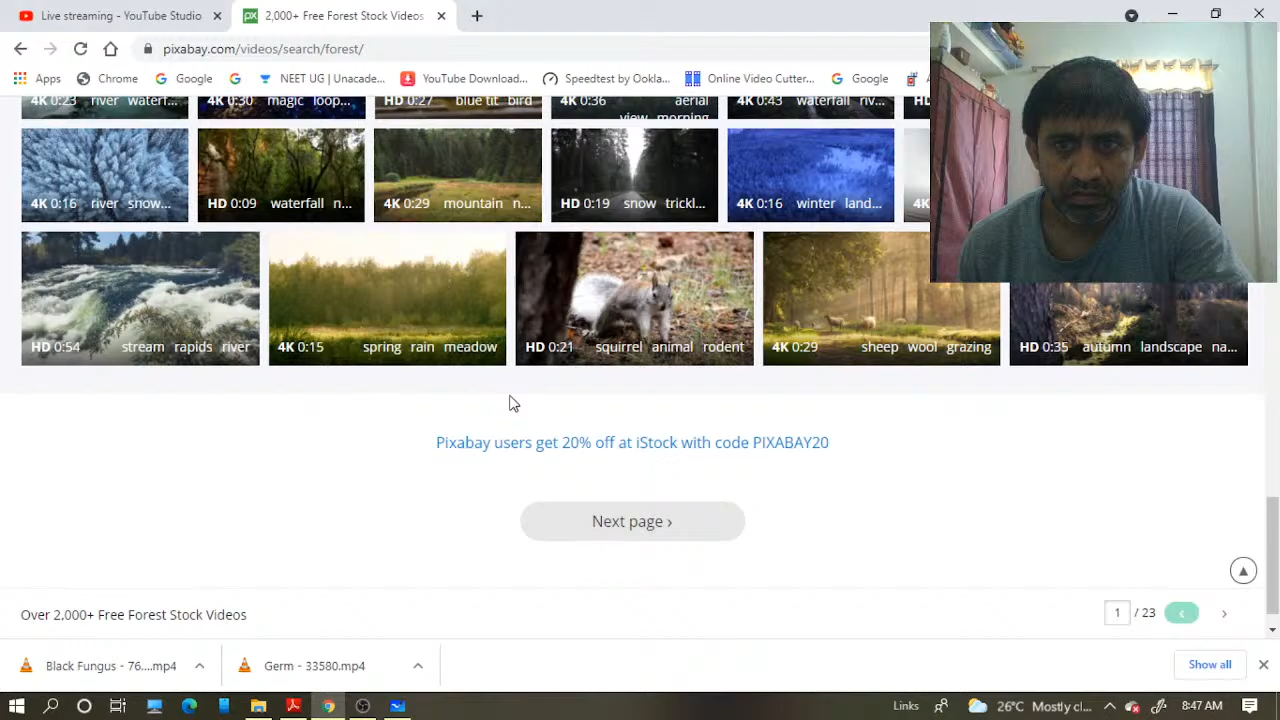 Live streaming - YouTube Studio
2,000+ Free Forest Stock Videos
pixabay.com/videos/search/forest/
Apps Chrome Google NEET UG | Unacade... YouTube Download... Speedtest by Ookla... Online Video Cutter... Google
4K 0:23 river waterf... 4K 0:30 magic loop... HD 0:27 blue tit bird 4K 0:36 aerial view morning 4K 0:43 waterfall riv... HD
4K 0:16 river snow... HD 0:09 waterfall n... 4K 0:29 mountain n... HD 0:19 snow trickl... 4K 0:16 winter land...
HD 0:54 stream rapids river 4K 0:15 spring rain meadow HD 0:21 squirrel animal rodent 4K 0:29 sheep wool grazing HD 0:35 autumn landscape na...
Pixabay users get 20% off at iStock with code PIXABAY20
Next page ›
Over 2,000+ Free Forest Stock Videos 1 / 23
Black Fungus - 76....mp4 Germ - 33580.mp4 Show all
Links 26°C Mostly cl... 8:47 AM